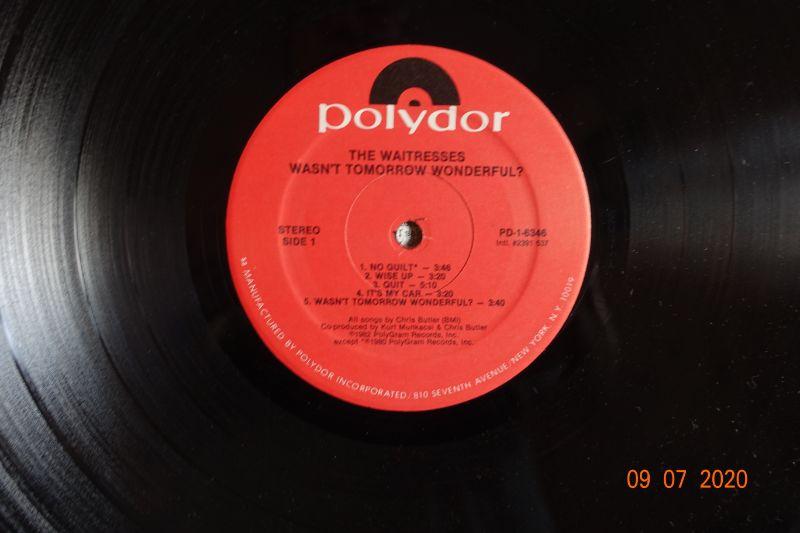 polydor
THE WAITRESSES
WASN'T TOMORROW WONDERFUL?
STEREO
SIDE 1
PD-1-6346
Intl. #2391 537
1. NO GUILT* — 3:46
2. WISE UP — 3:20
3. QUIT — 5:10
4. IT'S MY CAR — 3:20
5. WASN'T TOMORROW WONDERFUL? — 3:40
All songs by Chris Butler (BMI)
Co-produced by Kurt Munkacsi & Chris Butler
℗1982 PolyGram Records, Inc.
except *℗1980 PolyGram Records, Inc.
MANUFACTURED BY POLYDOR INCORPORATED / 810 SEVENTH AVENUE / NEW YORK, N.Y. 10019
09 07 2020